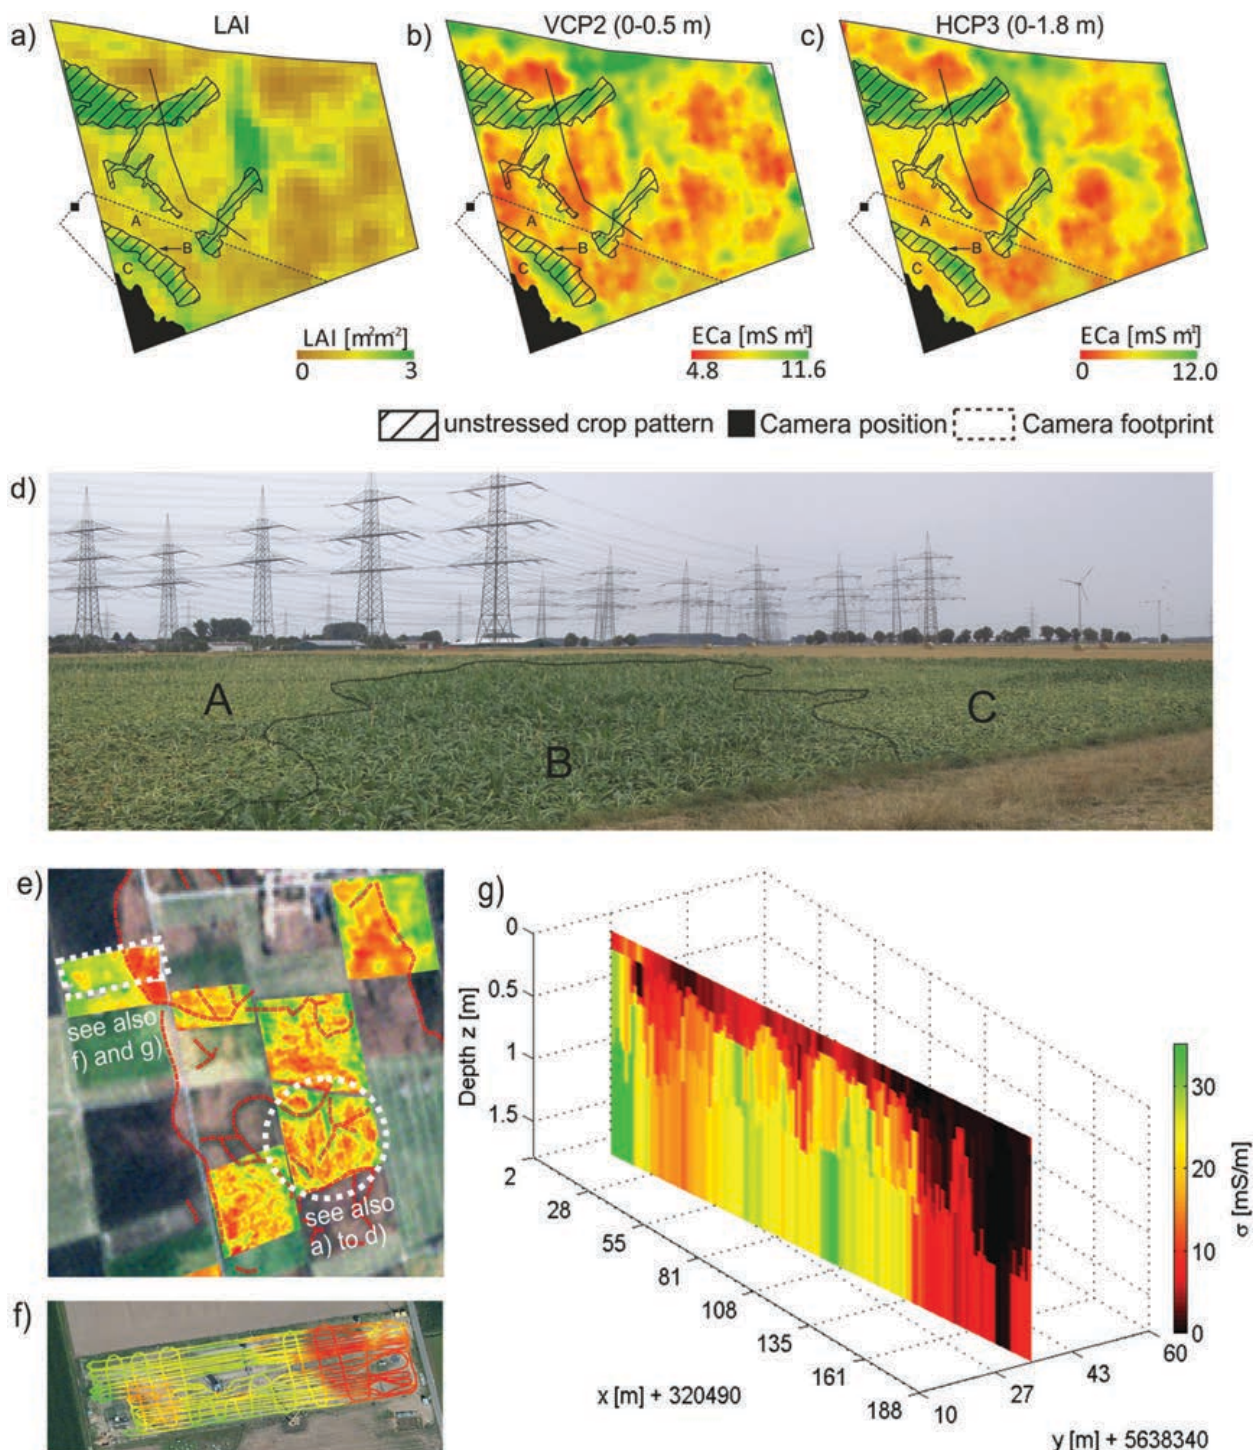 a) LAI
b) VCP2 (0-0.5 m)
c) HCP3 (0-1.8 m)
A
B
C
A
B
C
A
B
C
LAI [m²m⁻²]
0 3
ECa [mS m⁻¹]
4.8 11.6
ECa [mS m⁻¹]
0 12.0
unstressed crop pattern
Camera position
Camera footprint
d)
A
B
C
e)
see also
f) and g)
see also
a) to d)
f)
g)
Depth z [m]
0
0.5
1
1.5
2
28
55
81
108
135
161
188
x [m] + 320490
10
27
43
60
y [m] + 5638340
σ [mS/m]
30
20
10
0